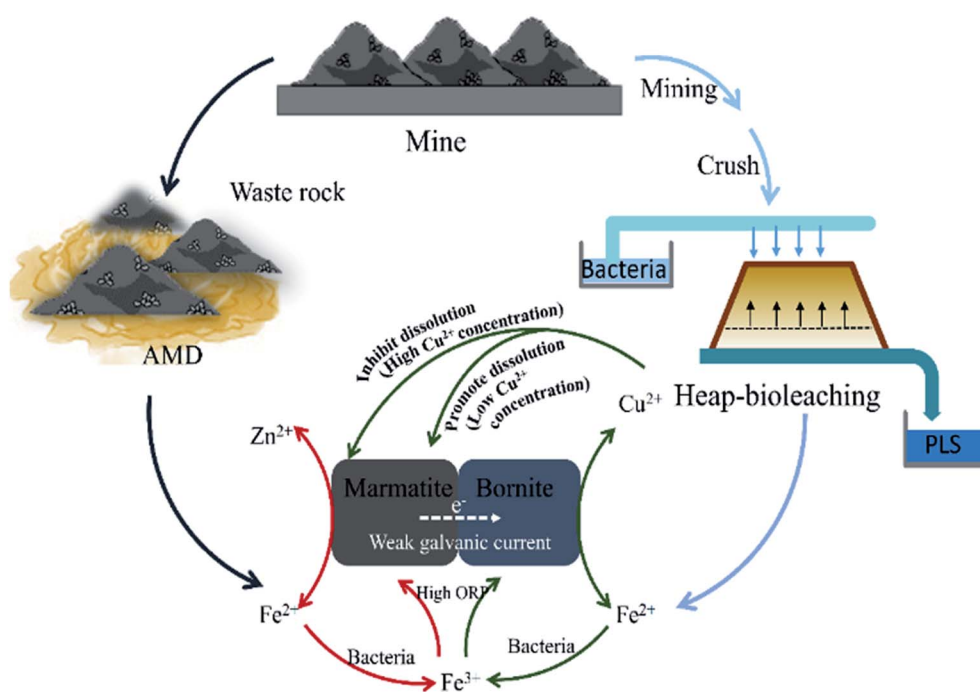 Mine
Mining
Crush
Waste rock
Bacteria
AMD
Inhibit dissolution
(High Cu²⁺ concentration)
Promote dissolution
(Low Cu²⁺
concentration)
Cu²⁺
Heap-bioleaching
PLS
Zn²⁺
Marmatite
Bornite
e⁻
Weak galvanic current
High ORP
Fe²⁺
Fe²⁺
Bacteria
Bacteria
Fe³⁺